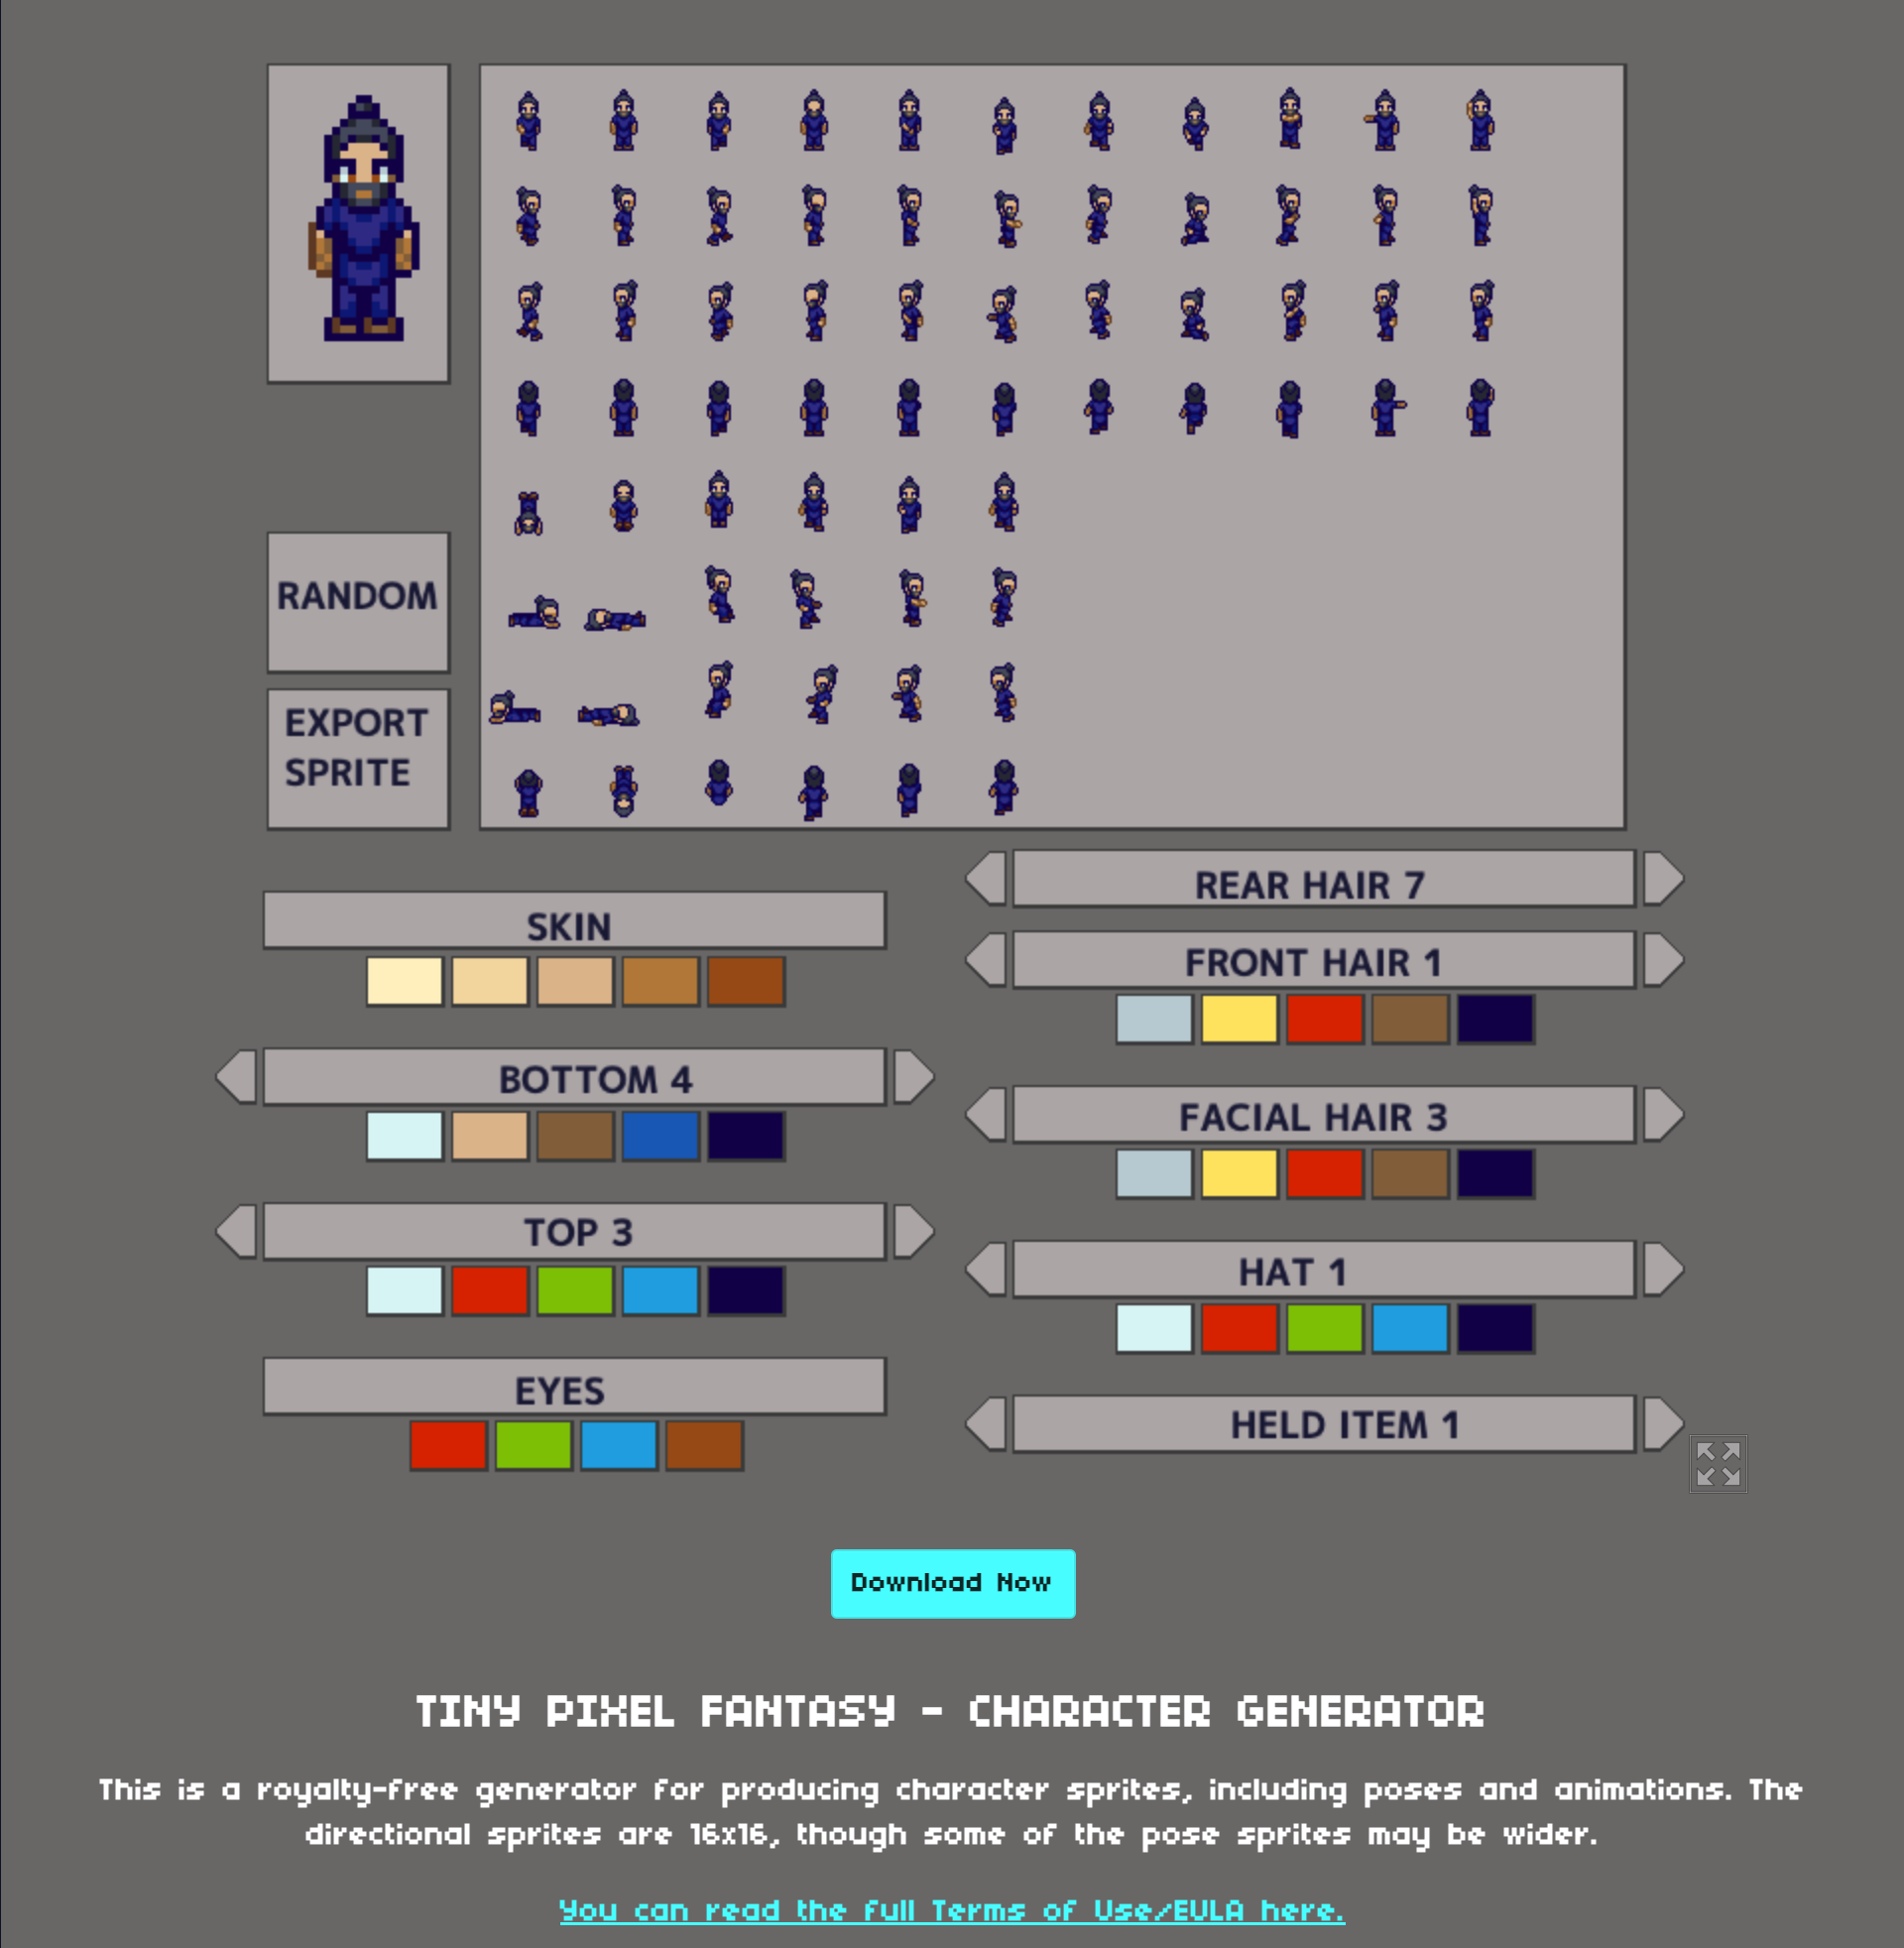 RANDOM
EXPORT
SPRITE
REAR HAIR 7
SKIN
FRONT HAIR 1
BOTTOM 4
FACIAL HAIR 3
TOP 3
HAT 1
EYES
HELD ITEM 1
Download Now
TINY PIXEL FANTASY - CHARACTER GENERATOR
This is a royalty-free generator for producing character sprites, including poses and animations. The
directional sprites are 16x16, though some of the pose sprites may be wider.
You can read the full Terms of Use/EULA here.